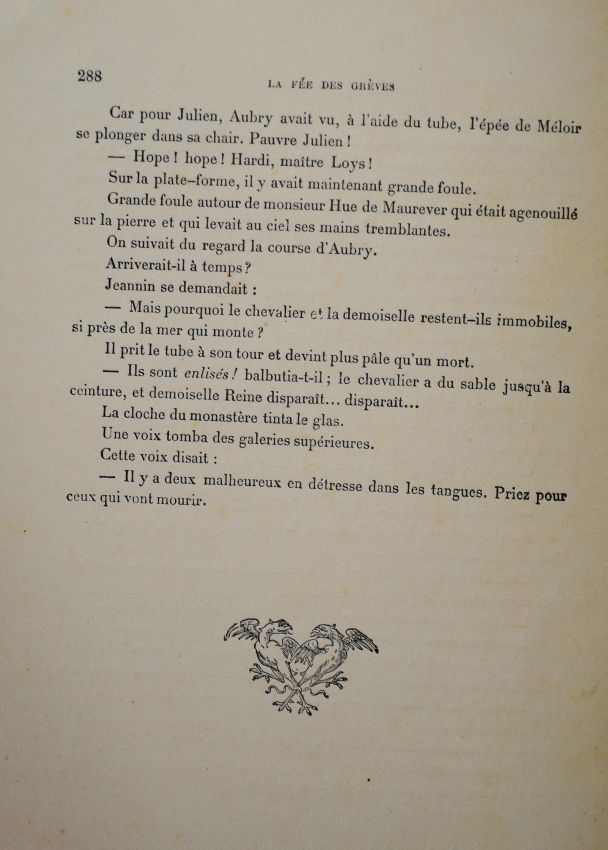 288
LA FÉE DES GRÈVES
Car pour Julien, Aubry avait vu, à l'aide du tube, l'épée de Méloir
se plonger dans sa chair. Pauvre Julien !
— Hope ! hope ! Hardi, maître Loys !
Sur la plate-forme, il y avait maintenant grande foule.
Grande foule autour de monsieur Hue de Maurever qui était agenouillé
sur la pierre et qui levait au ciel ses mains tremblantes.
On suivait du regard la course d'Aubry.
Arriverait-il à temps ?
Jeannin se demandait :
— Mais pourquoi le chevalier et la demoiselle restent-ils immobiles,
si près de la mer qui monte ?
Il prit le tube à son tour et devint plus pâle qu'un mort.
— Ils sont enlisés ! balbutia-t-il ; le chevalier a du sable jusqu'à la
ceinture, et demoiselle Reine disparaît... disparaît...
La cloche du monastère tinta le glas.
Une voix tomba des galeries supérieures.
Cette voix disait :
— Il y a deux malheureux en détresse dans les tangues. Priez pour
ceux qui vont mourir.